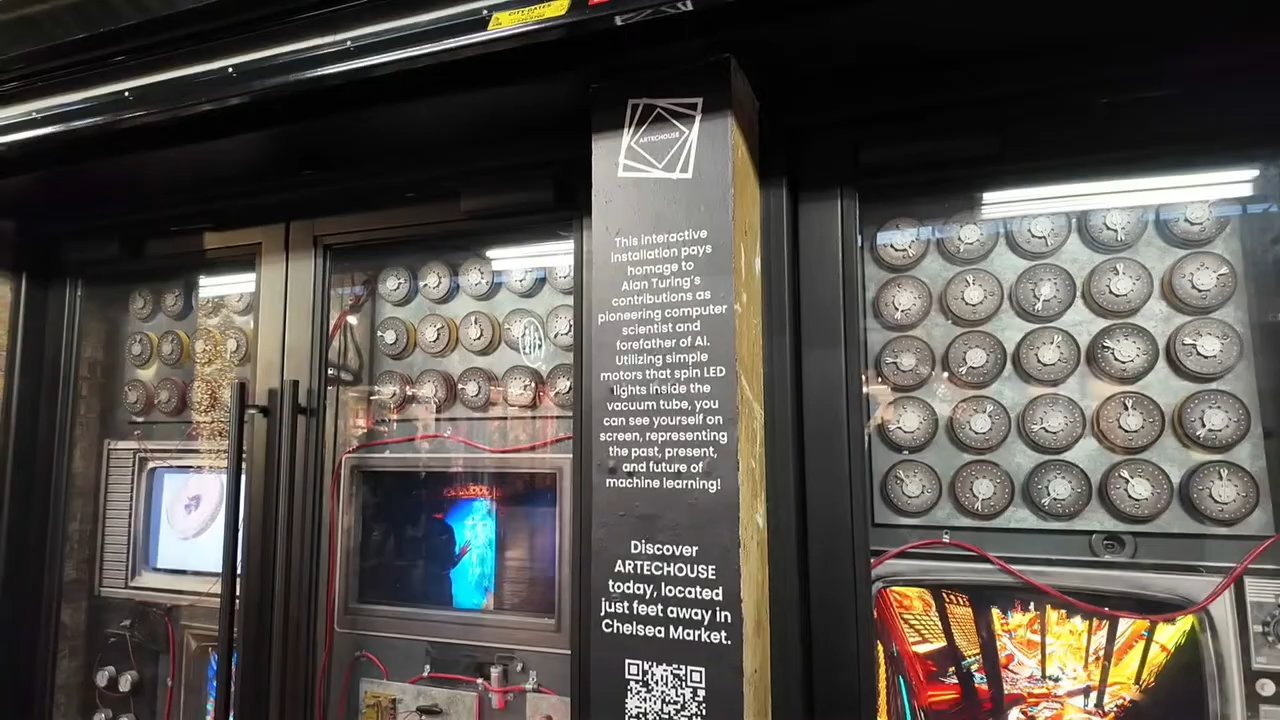 CITY GATES
ARTECHOUSE
This interactive
installation pays
homage to
Alan Turing's
contributions as
pioneering computer
scientist and
forefather of AI.
Utilizing simple
motors that spin LED
lights inside the
vacuum tube, you
can see yourself on
screen, representing
the past, present,
and future of
machine learning!
Discover
ARTECHOUSE
today, located
just feet away in
Chelsea Market.